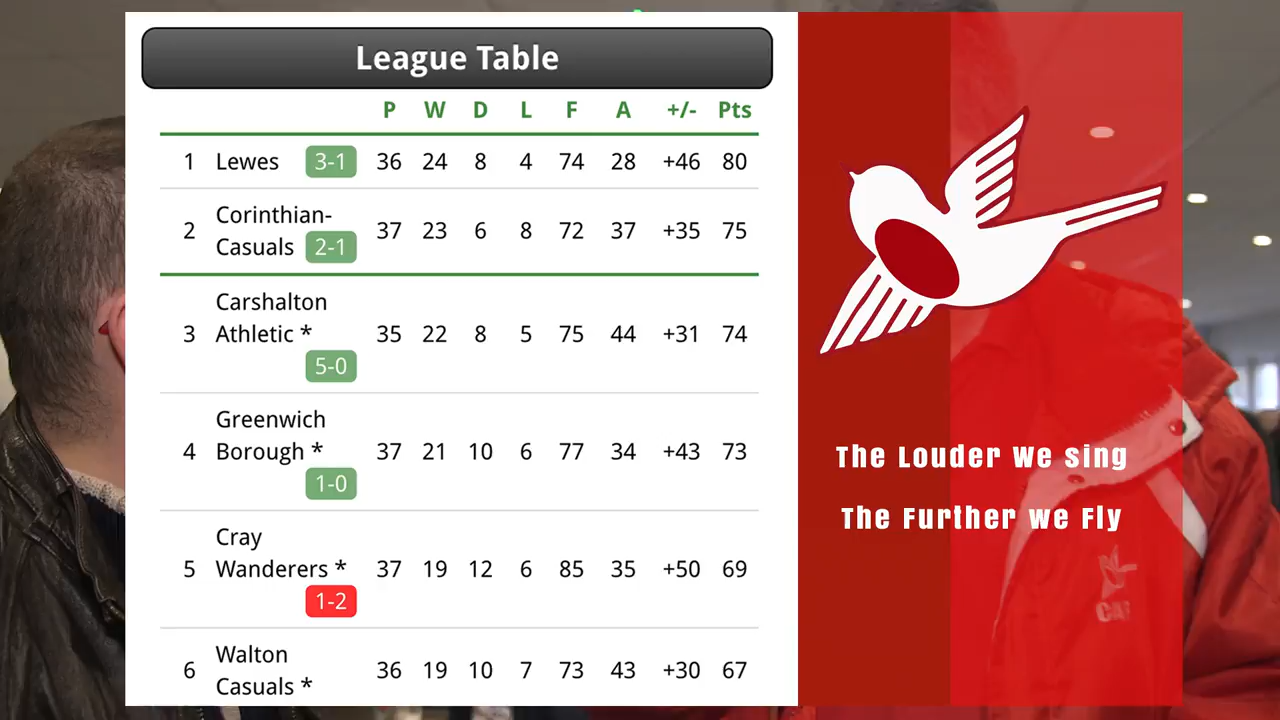 League Table
P W D L F A +/- Pts
1 Lewes 3-1 36 24 8 4 74 28 +46 80
Corinthian-
2 Casuals 2-1 37 23 6 8 72 37 +35 75
Carshalton
3 Athletic * 35 22 8 5 75 44 +31 74
5-0
Greenwich
4 Borough * 37 21 10 6 77 34 +43 73
1-0
Cray
5 Wanderers * 37 19 12 6 85 35 +50 69
1-2
Walton
6 Casuals * 36 19 10 7 73 43 +30 67
The Louder We sing
The Further we Fly